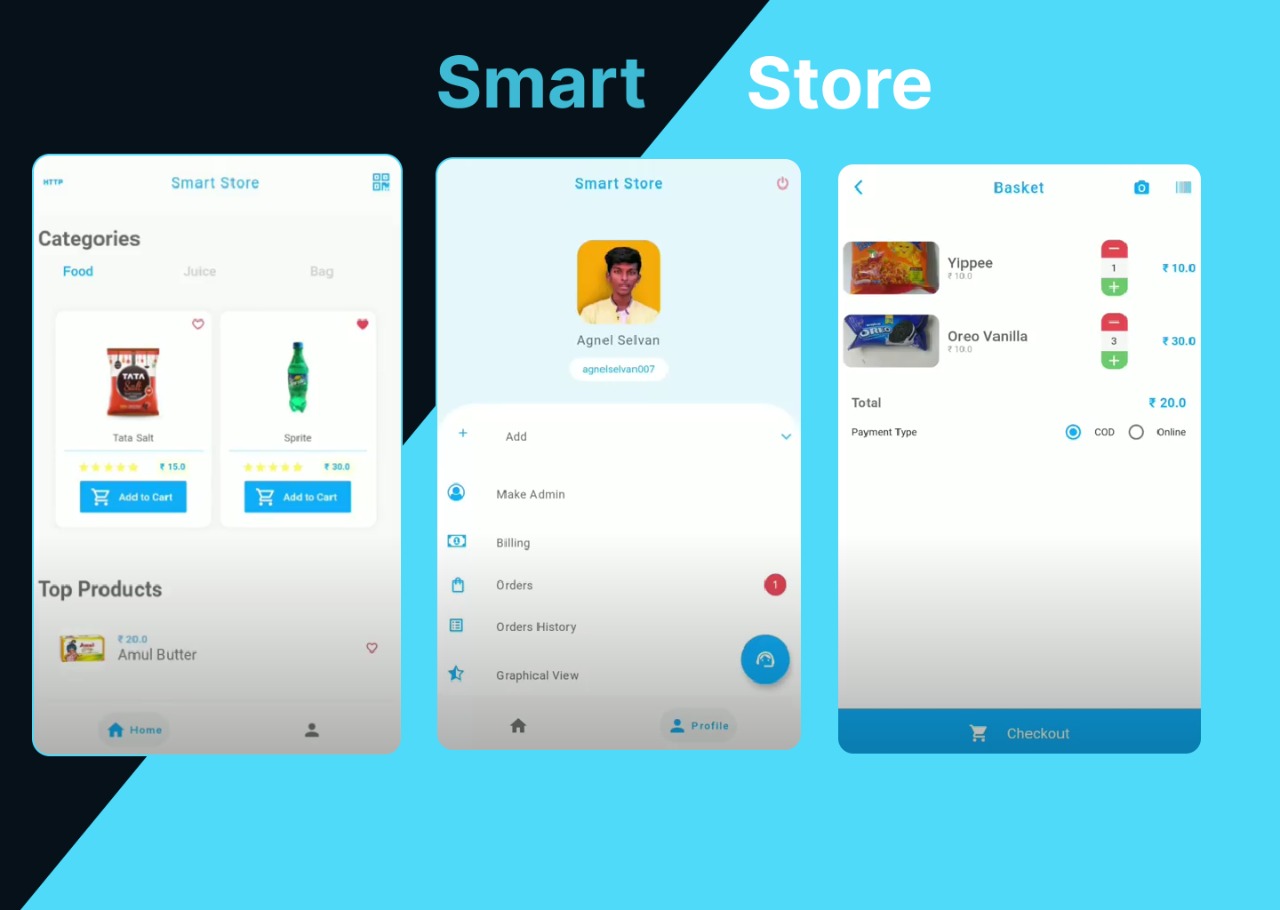 Smart Store
HTTP
Smart Store
Categories
Food Juice Bag
TATA
Salt
Tata Salt
₹ 15.0
Add to Cart
Sprite
₹ 30.0
Add to Cart
Top Products
₹ 20.0
Amul Butter
Home
Smart Store
Agnel Selvan
agnelselvan007
Add
Make Admin
Billing
Orders
1
Orders History
Graphical View
Profile
Basket
Yippee
₹ 10.0
1
₹ 10.0
OREO
Oreo Vanilla
₹ 10.0
3
₹ 30.0
Total
₹ 20.0
Payment Type COD Online
Checkout